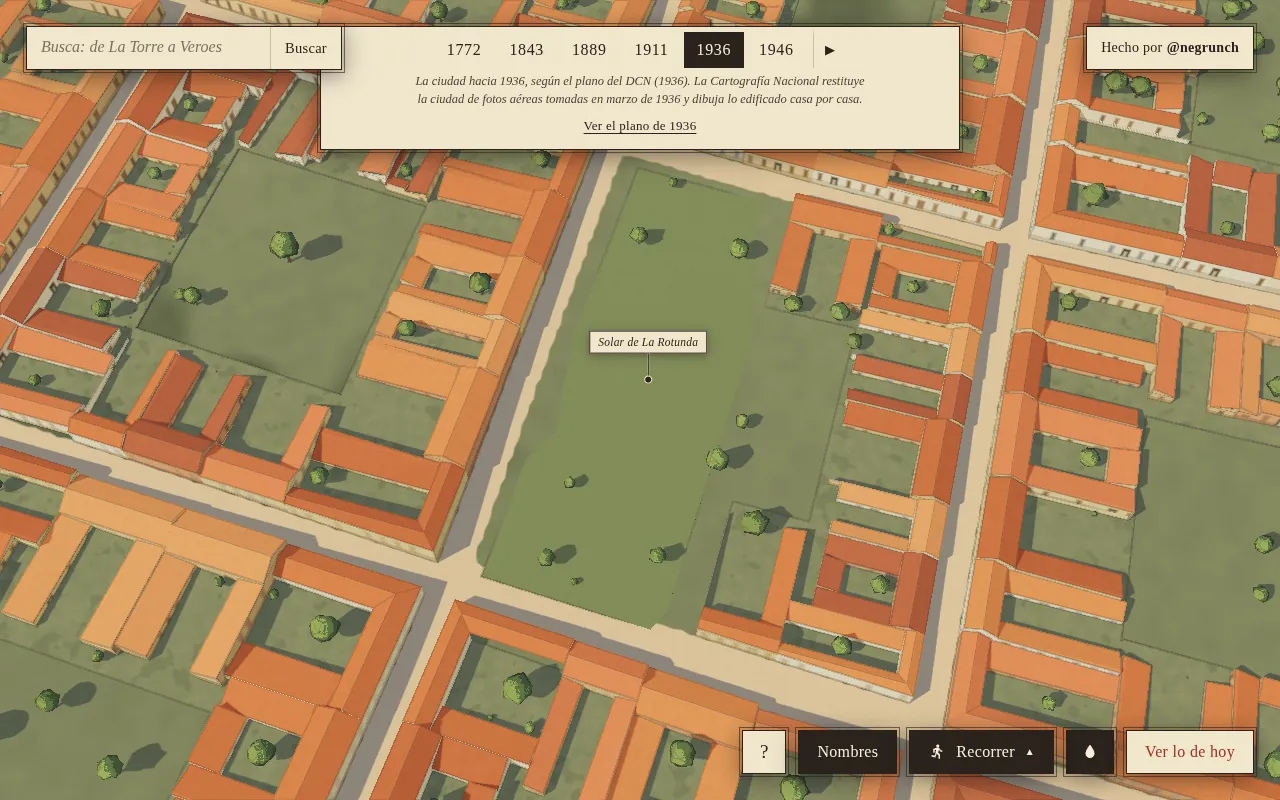 Busca: de La Torre a Veroes
Buscar
1772 1843 1889 1911 1936 1946 ▶
La ciudad hacia 1936, según el plano del DCN (1936). La Cartografía Nacional restituye
la ciudad de fotos aéreas tomadas en marzo de 1936 y dibuja lo edificado casa por casa.
Ver el plano de 1936
Hecho por @negrunch
Solar de La Rotunda
?
Nombres
Recorrer ▲
Ver lo de hoy